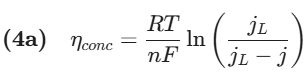 (4a) η_conc = RT/nF ln ( j_L / (j_L − j) )